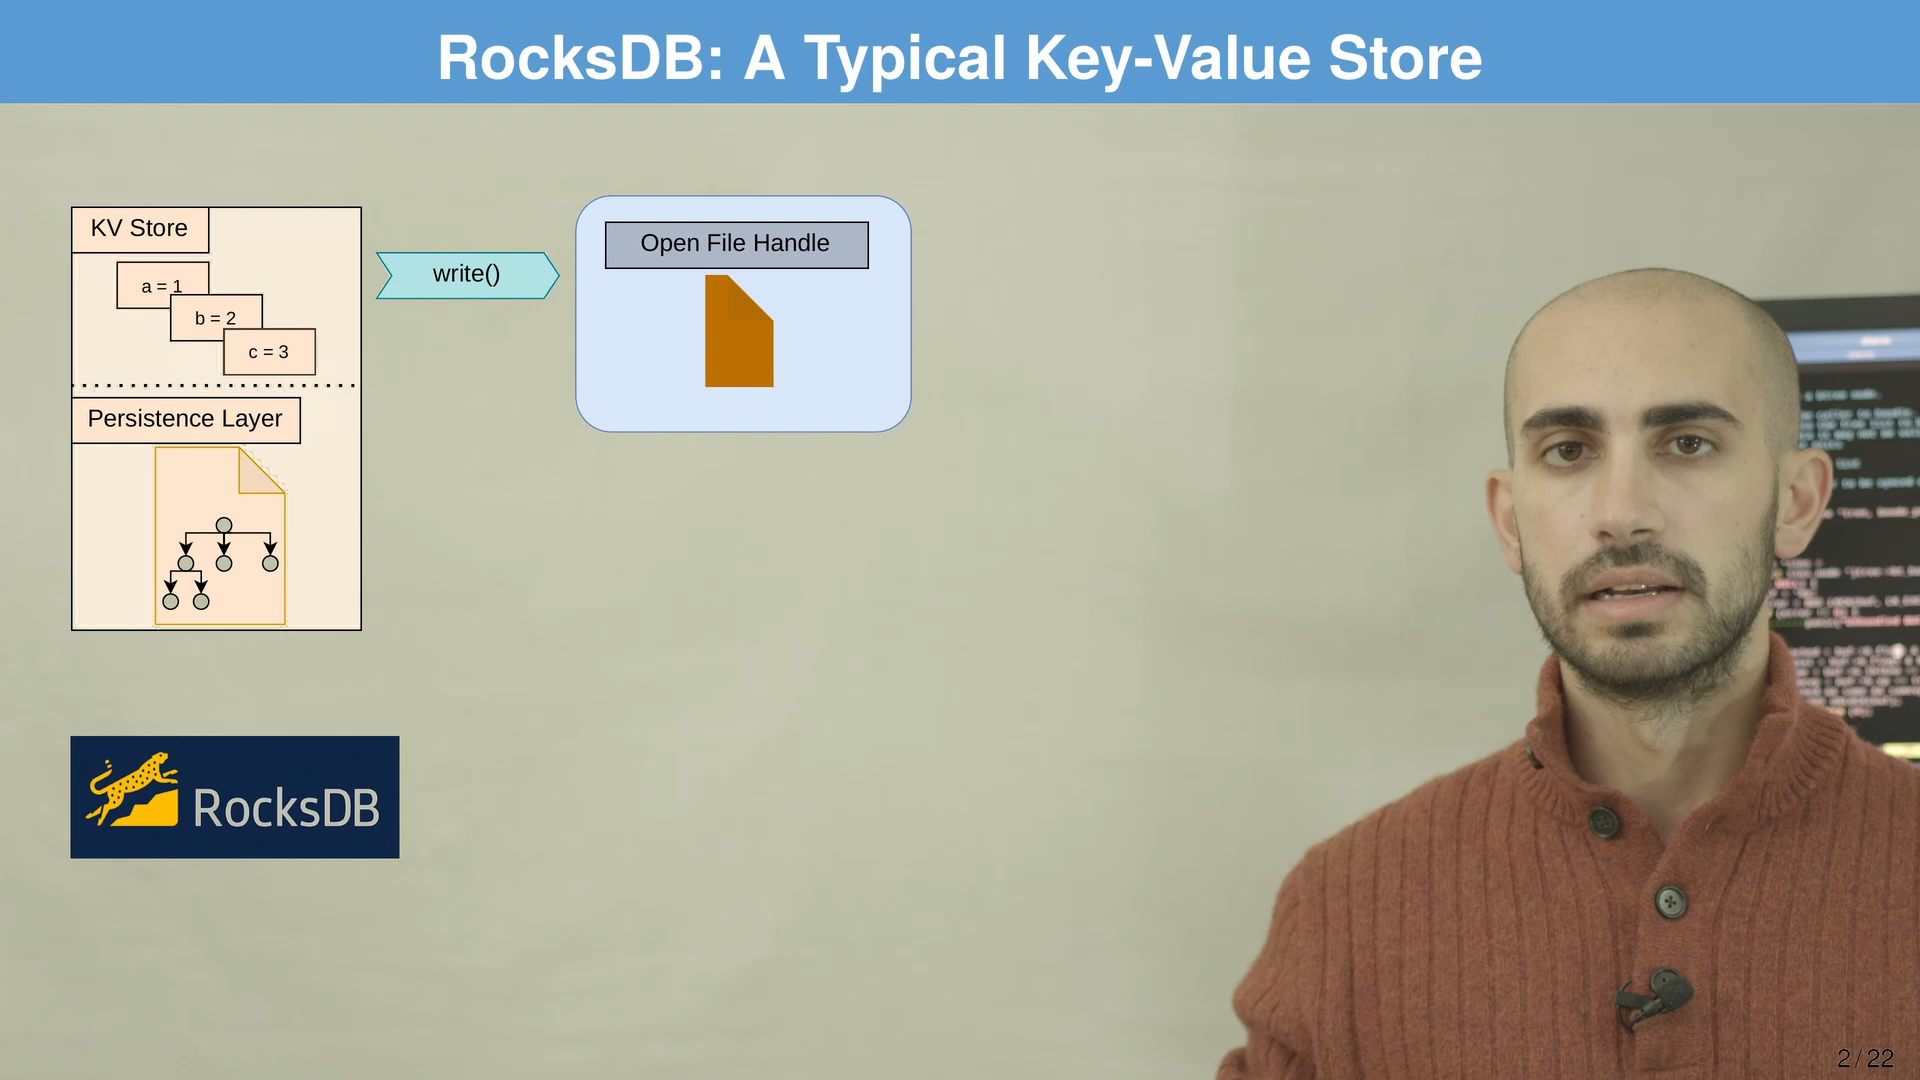 RocksDB: A Typical Key-Value Store
KV Store
a = 1
b = 2
c = 3
write()
Open File Handle
Persistence Layer
RocksDB
2 / 22